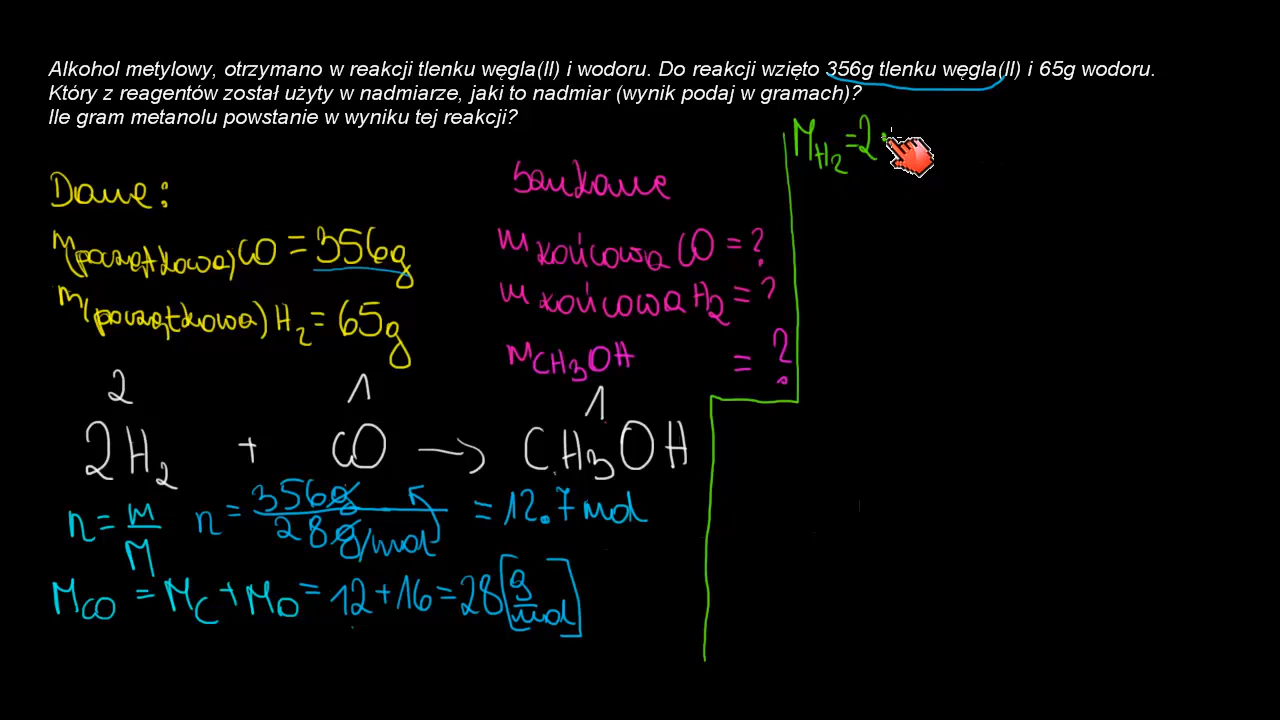 Alkohol metylowy, otrzymano w reakcji tlenku węgla(II) i wodoru. Do reakcji wzięto 356g tlenku węgla(II) i 65g wodoru.
Który z reagentów został użyty w nadmiarze, jaki to nadmiar (wynik podaj w gramach)?
Ile gram metanolu powstanie w wyniku tej reakcji?
M H2 = 2 ·
Dane:
m(początkowa) CO = 356g
m(początkowa) H2 = 65g
Szukane
m końcowa CO = ?
m końcowa H2 = ?
m CH3OH = ?
2 1 1
2H2 + CO → CH3OH
n = m/M n = 356g / 28g/mol = 12.7 mol
M CO = M C + M O = 12 + 16 = 28 [g/mol]